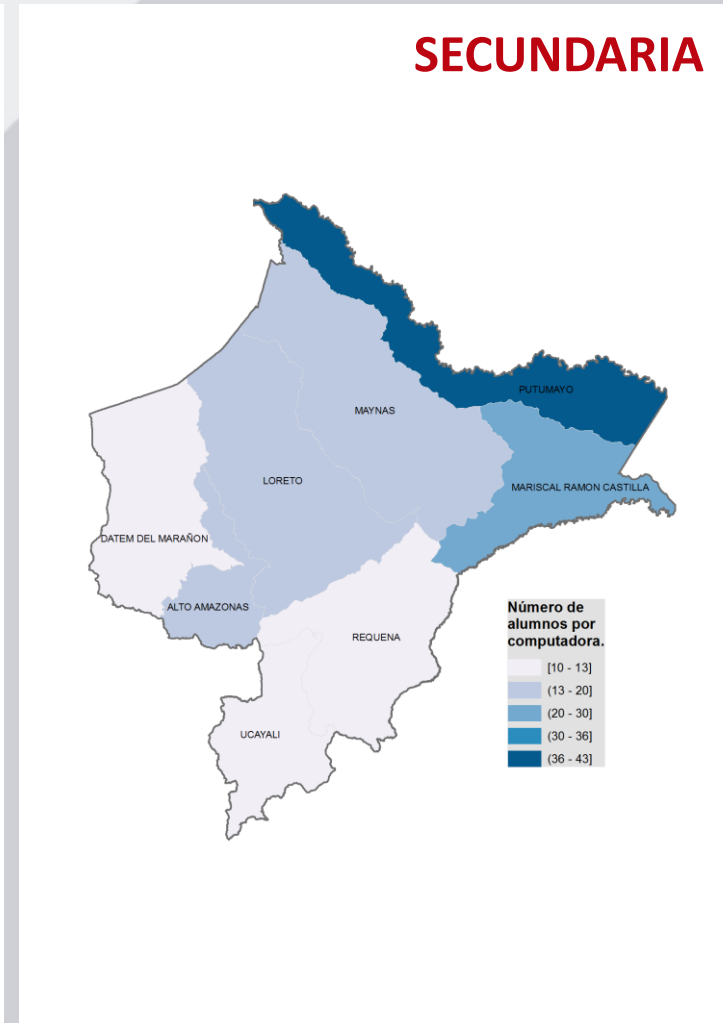 SECUNDARIA
PUTUMAYO
MAYNAS
LORETO
MARISCAL RAMON CASTILLA
DATEM DEL MARAÑON
ALTO AMAZONAS
REQUENA
UCAYALI
Número de
alumnos por
computadora.
[10 - 13]
(13 - 20]
(20 - 30]
(30 - 36]
(36 - 43]